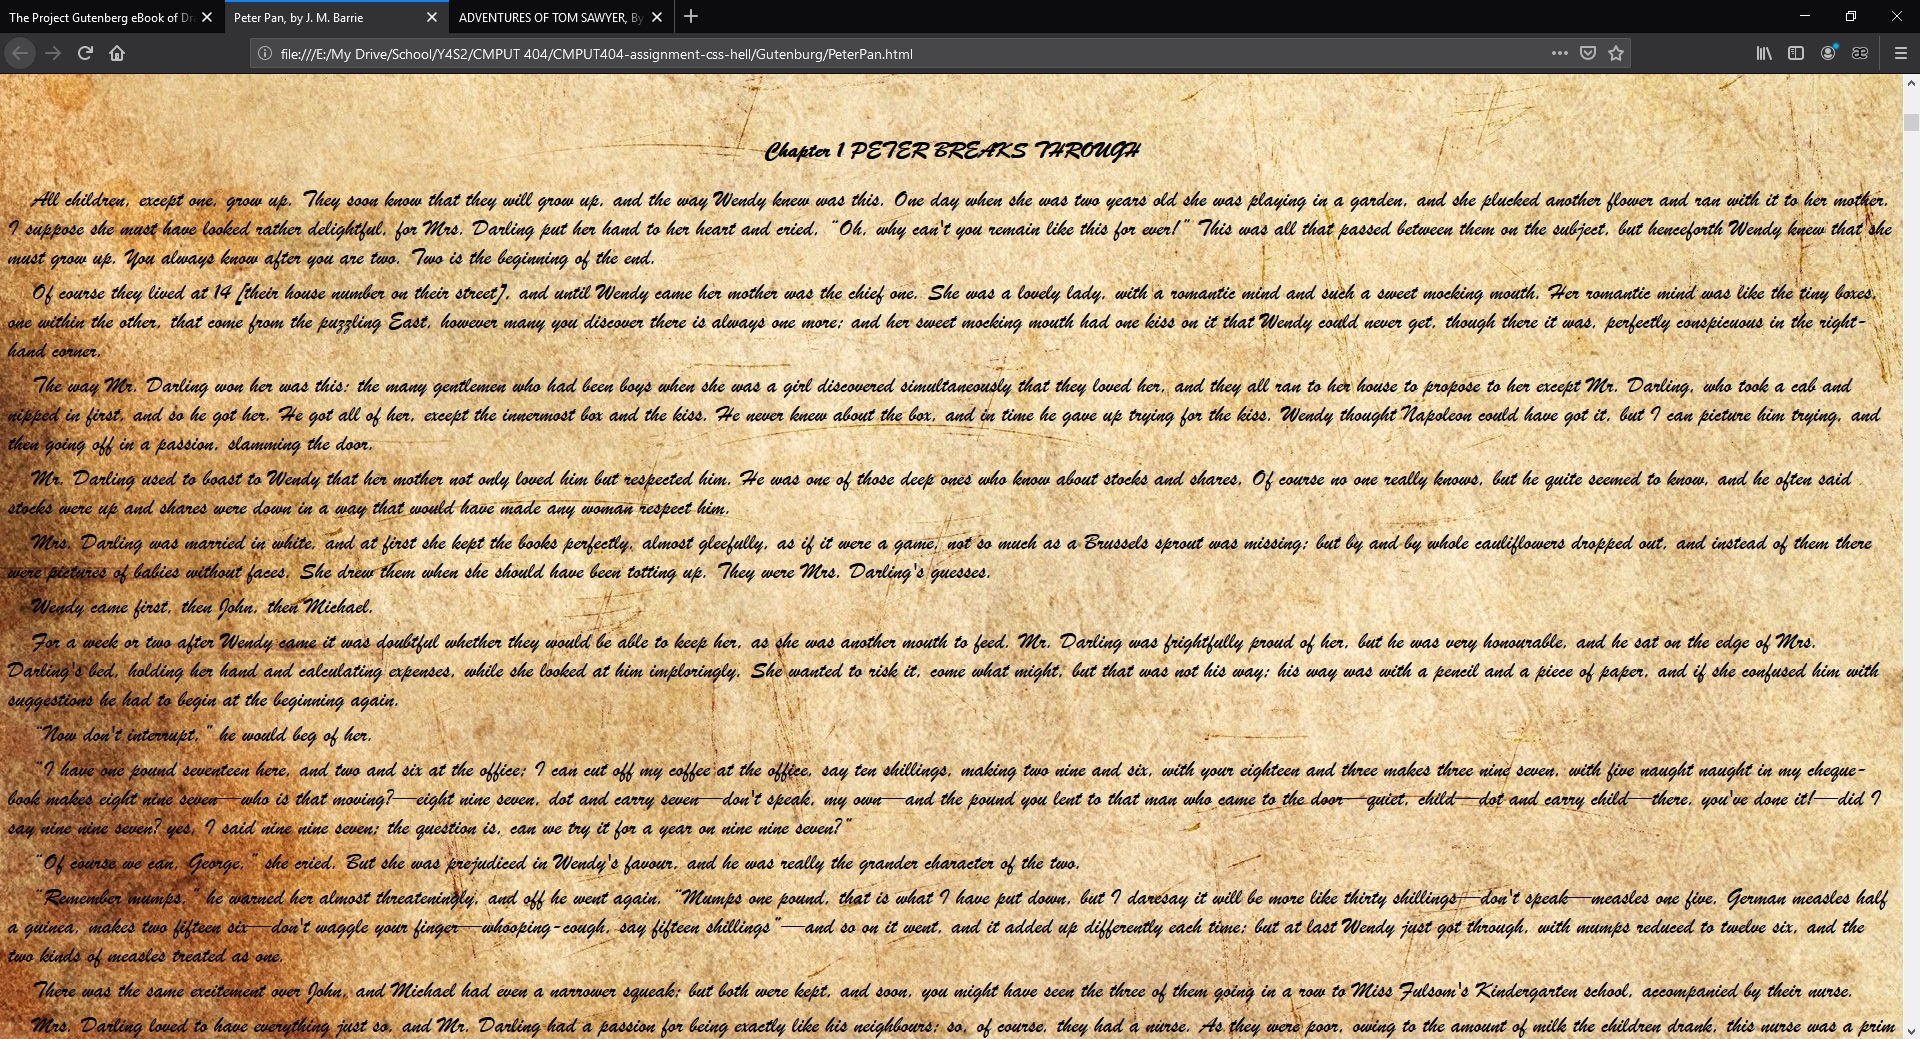 The Project Gutenberg eBook of Dra
Peter Pan, by J. M. Barrie
ADVENTURES OF TOM SAWYER, By
file:///E:/My Drive/School/Y4S2/CMPUT 404/CMPUT404-assignment-css-hell/Gutenburg/PeterPan.html
Chapter 1 PETER BREAKS THROUGH
All children, except one, grow up. They soon know that they will grow up, and the way Wendy knew was this. One day when she was two years old she was playing in a garden, and she plucked another flower and ran with it to her mother.
I suppose she must have looked rather delightful, for Mrs. Darling put her hand to her heart and cried, "Oh, why can't you remain like this for ever!" This was all that passed between them on the subject, but henceforth Wendy knew that she
must grow up. You always know after you are two. Two is the beginning of the end.
Of course they lived at 14 [their house number on their street], and until Wendy came her mother was the chief one. She was a lovely lady, with a romantic mind and such a sweet mocking mouth. Her romantic mind was like the tiny boxes,
one within the other, that come from the puzzling East, however many you discover there is always one more; and her sweet mocking mouth had one kiss on it that Wendy could never get, though there it was, perfectly conspicuous in the right-
hand corner.
The way Mr. Darling won her was this: the many gentlemen who had been boys when she was a girl discovered simultaneously that they loved her, and they all ran to her house to propose to her except Mr. Darling, who took a cab and
nipped in first, and so he got her. He got all of her, except the innermost box and the kiss. He never knew about the box, and in time he gave up trying for the kiss. Wendy thought Napoleon could have got it, but I can picture him trying, and
then going off in a passion, slamming the door.
Mr. Darling used to boast to Wendy that her mother not only loved him but respected him. He was one of those deep ones who know about stocks and shares. Of course no one really knows, but he quite seemed to know, and he often said
stocks were up and shares were down in a way that would have made any woman respect him.
Mrs. Darling was married in white, and at first she kept the books perfectly, almost gleefully, as if it were a game, not so much as a Brussels sprout was missing; but by and by whole cauliflowers dropped out, and instead of them there
were pictures of babies without faces. She drew them when she should have been totting up. They were Mrs. Darling's guesses.
Wendy came first, then John, then Michael.
For a week or two after Wendy came it was doubtful whether they would be able to keep her, as she was another mouth to feed. Mr. Darling was frightfully proud of her, but he was very honourable, and he sat on the edge of Mrs.
Darling's bed, holding her hand and calculating expenses, while she looked at him imploringly. She wanted to risk it, come what might, but that was not his way; his way was with a pencil and a piece of paper, and if she confused him with
suggestions he had to begin at the beginning again.
"Now don't interrupt," he would beg of her.
"I have one pound seventeen here, and two and six at the office; I can cut off my coffee at the office, say ten shillings, making two nine and six, with your eighteen and three makes three nine seven, with five naught naught in my cheque-
book makes eight nine seven—who is that moving?—eight nine seven, dot and carry seven—don't speak, my own—and the pound you lent to that man who came to the door—quiet, child—dot and carry child—there, you've done it!—did I
say nine nine seven? yes, I said nine nine seven; the question is, can we try it for a year on nine nine seven?"
"Of course we can, George," she cried. But she was prejudiced in Wendy's favour, and he was really the grander character of the two.
"Remember mumps," he warned her almost threateningly, and off he went again. "Mumps one pound, that is what I have put down, but I daresay it will be more like thirty shillings—don't speak—measles one five, German measles half
a guinea, makes two fifteen six—don't waggle your finger—whooping-cough, say fifteen shillings"—and so on it went, and it added up differently each time; but at last Wendy just got through, with mumps reduced to twelve six, and the
two kinds of measles treated as one.
There was the same excitement over John, and Michael had even a narrower squeak; but both were kept, and soon, you might have seen the three of them going in a row to Miss Fulsom's Kindergarten school, accompanied by their nurse.
Mrs. Darling loved to have everything just so, and Mr. Darling had a passion for being exactly like his neighbours; so, of course, they had a nurse. As they were poor, owing to the amount of milk the children drank, this nurse was a prim